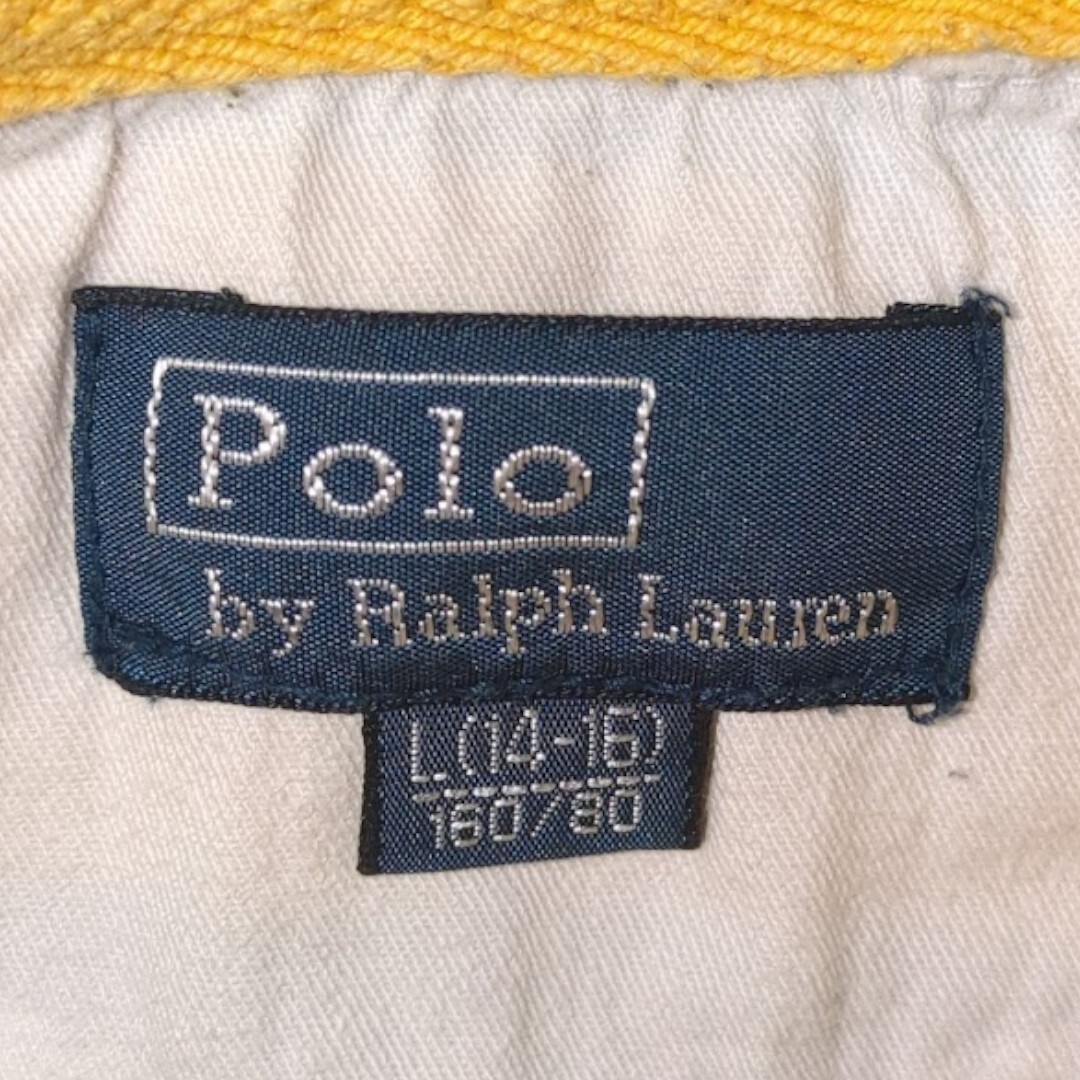 Polo
by Ralph Lauren
L(14-16)
160/80